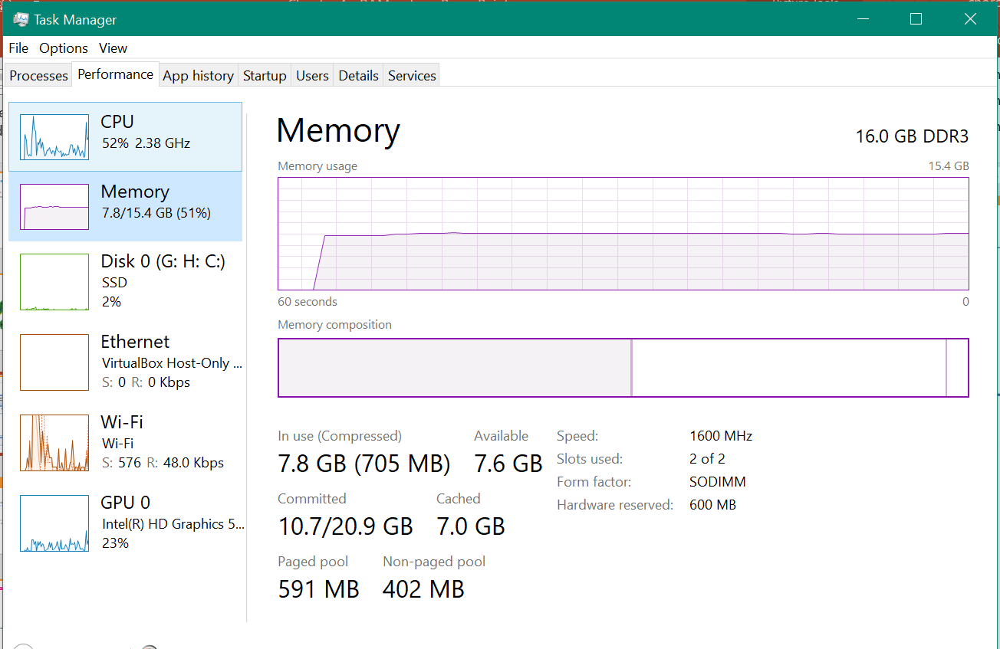 Task Manager
File Options View
Processes Performance App history Startup Users Details Services
CPU
52% 2.38 GHz
Memory
7.8/15.4 GB (51%)
Disk 0 (G: H: C:)
SSD
2%
Ethernet
VirtualBox Host-Only ...
S: 0 R: 0 Kbps
Wi-Fi
Wi-Fi
S: 576 R: 48.0 Kbps
GPU 0
Intel(R) HD Graphics 5...
23%
Memory
16.0 GB DDR3
Memory usage
15.4 GB
60 seconds
0
Memory composition
In use (Compressed)
7.8 GB (705 MB)
Available
7.6 GB
Committed
10.7/20.9 GB
Cached
7.0 GB
Paged pool
591 MB
Non-paged pool
402 MB
Speed: 1600 MHz
Slots used: 2 of 2
Form factor: SODIMM
Hardware reserved: 600 MB